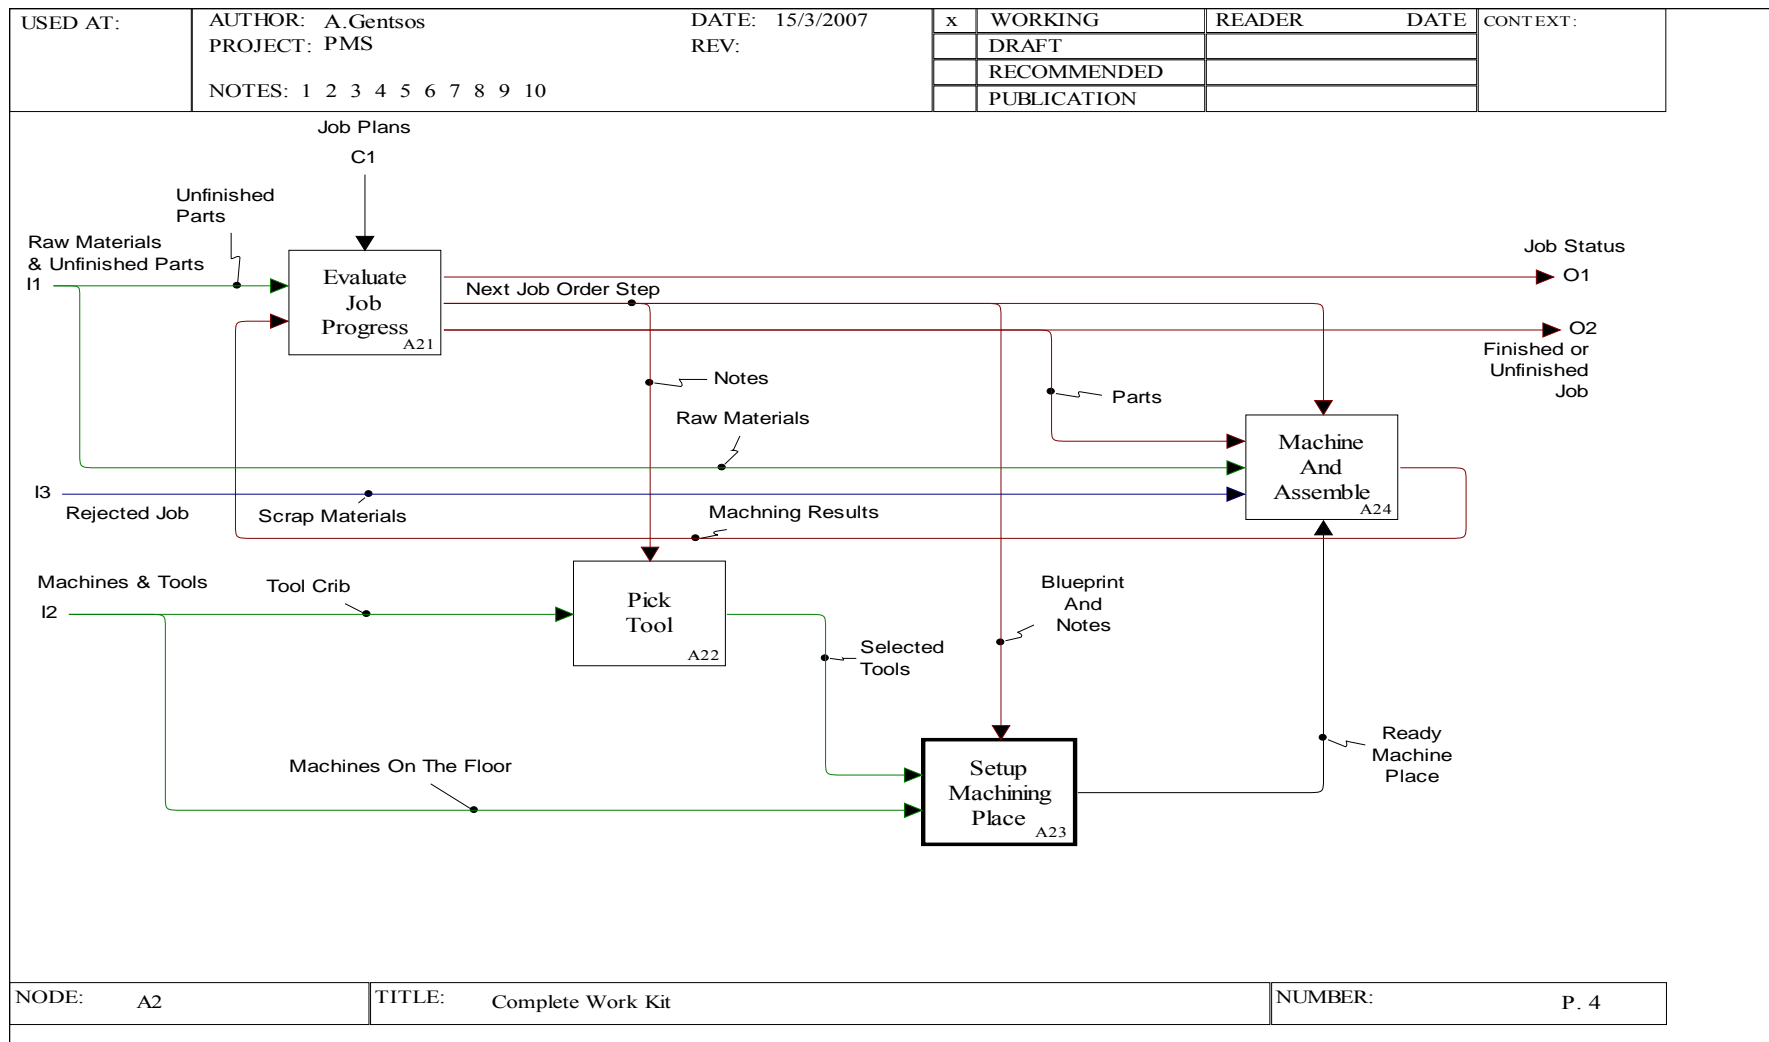 USED AT:
AUTHOR: A.Gentsos
DATE: 15/3/2007
PROJECT: PMS
REV:
NOTES: 1 2 3 4 5 6 7 8 9 10
x WORKING
DRAFT
RECOMMENDED
PUBLICATION
READER DATE
CONTEXT:
Job Plans
C1
Unfinished
Parts
Raw Materials
& Unfinished Parts
I1
Evaluate
Job
Progress
A21
Next Job Order Step
Job Status
O1
O2
Finished or
Unfinished
Job
Notes
Parts
Raw Materials
Machine
And
Assemble
A24
I3
Rejected Job
Scrap Materials
Machning Results
Machines & Tools
I2
Tool Crib
Pick
Tool
A22
Blueprint
And
Notes
Selected
Tools
Machines On The Floor
Setup
Machining
Place
A23
Ready
Machine
Place
NODE: A2
TITLE: Complete Work Kit
NUMBER: P. 4